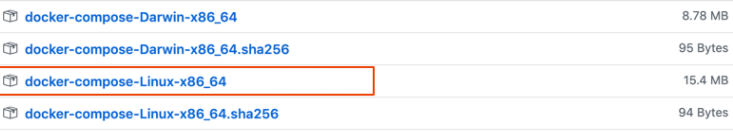 docker-compose-Darwin-x86_64 8.78 MB
docker-compose-Darwin-x86_64.sha256 95 Bytes
docker-compose-Linux-x86_64 15.4 MB
docker-compose-Linux-x86_64.sha256 94 Bytes